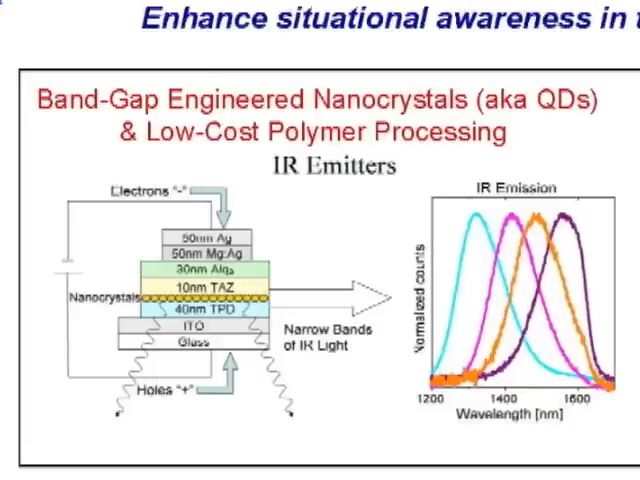 Enhance situational awareness in t
Band-Gap Engineered Nanocrystals (aka QDs)
& Low-Cost Polymer Processing
IR Emitters
Electrons "-"
50nm Ag
50nm Mg:Ag
30nm Alq₃
10nm TAZ
Nanocrystals
40nm TPD
ITO
Glass
Holes "+"
Narrow Bands
of IR Light
IR Emission
Normalized counts
1200 1400 1600
Wavelength [nm]